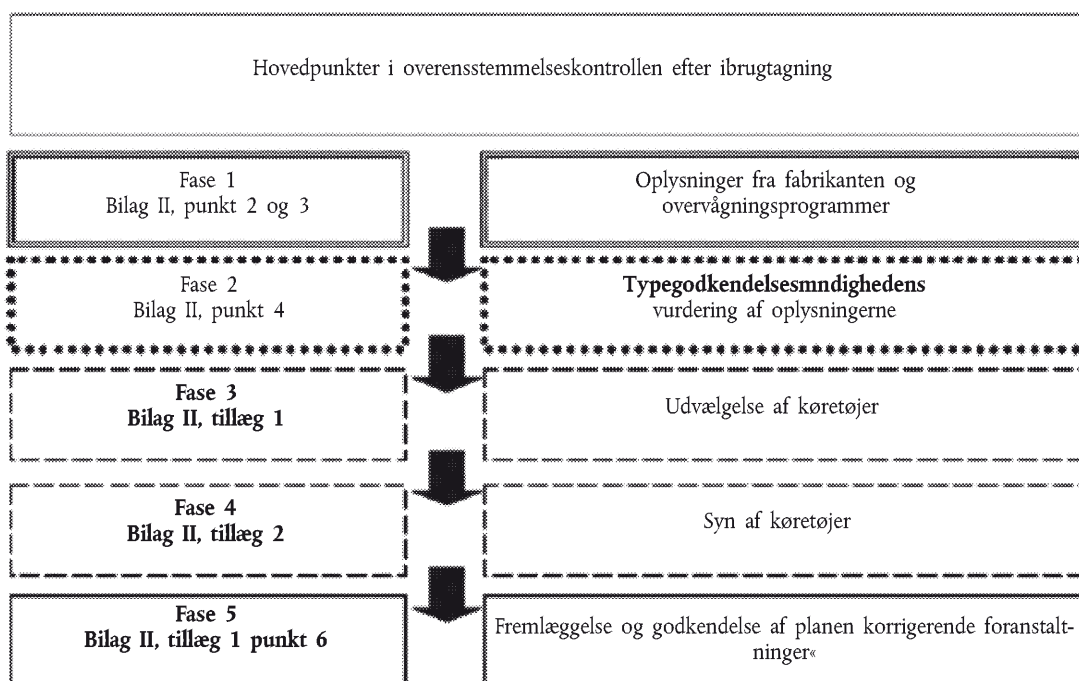 Hovedpunkter i overensstemmelseskontrollen efter ibrugtagning
Fase 1
Bilag II, punkt 2 og 3
Oplysninger fra fabrikanten og
overvågningsprogrammer
Fase 2
Bilag II, punkt 4
Typegodkendelsesmndighedens
vurdering af oplysningerne
Fase 3
Bilag II, tillæg 1
Udvælgelse af køretøjer
Fase 4
Bilag II, tillæg 2
Syn af køretøjer
Fase 5
Bilag II, tillæg 1 punkt 6
Fremlæggelse og godkendelse af planen korrigerende foranstalt-
ninger«